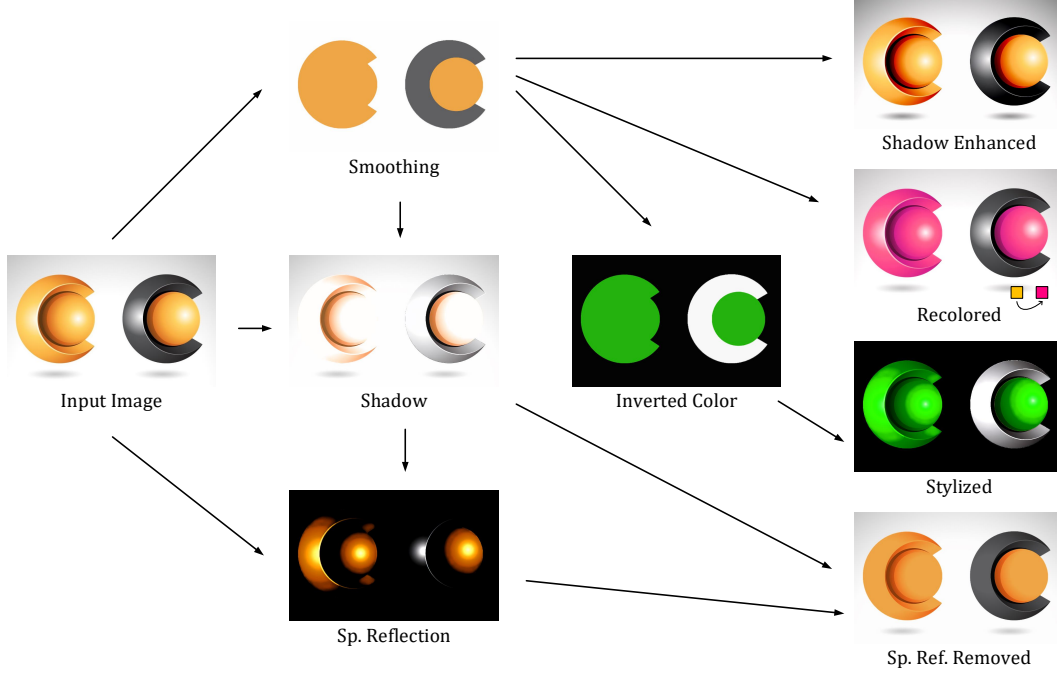 Smoothing
Shadow Enhanced
Recolored
Input Image
Shadow
Inverted Color
Stylized
Sp. Reflection
Sp. Ref. Removed